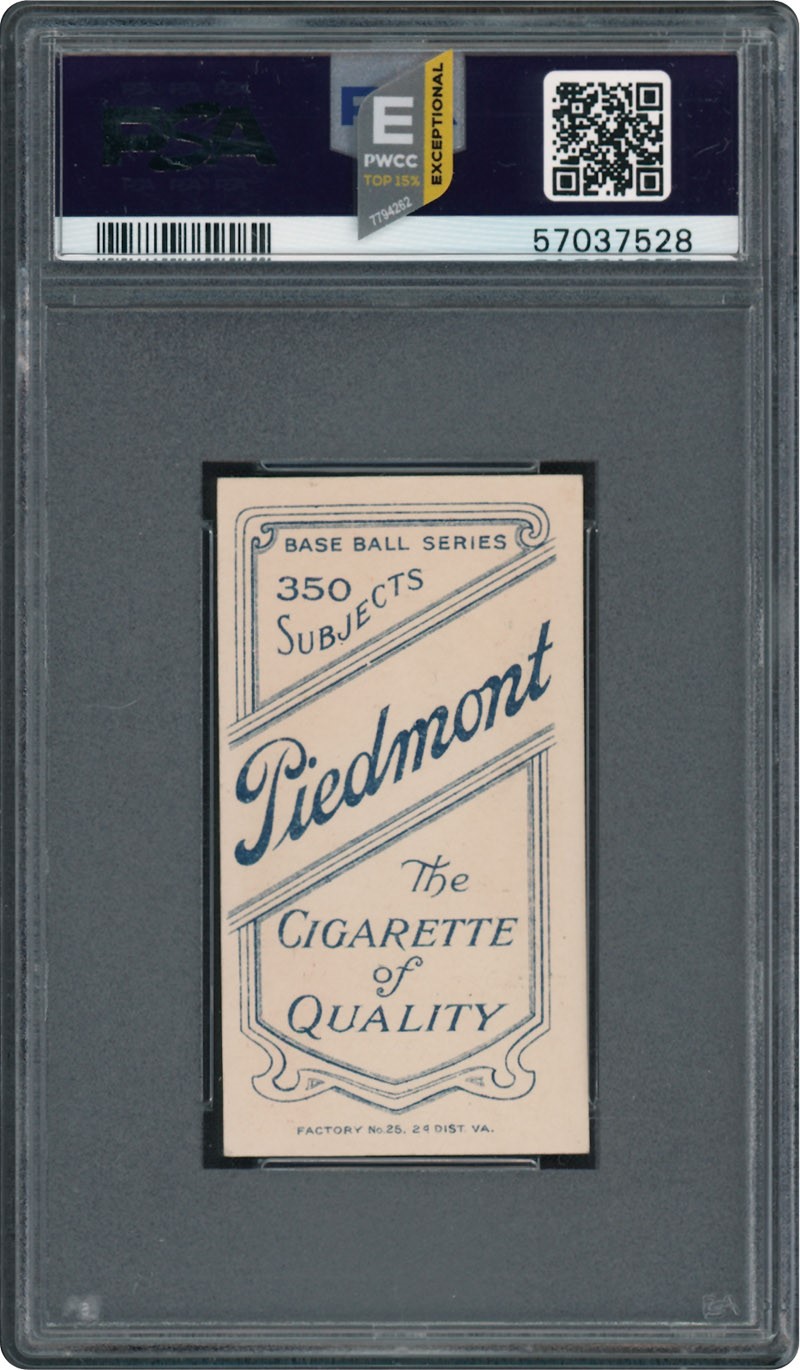 PSA
E
PWCC
TOP 15%
7794262
EXCEPTIONAL
57037528
BASE BALL SERIES
350
SUBJECTS
Piedmont
The
CIGARETTE
of
QUALITY
FACTORY No.25, 2d DIST. VA.